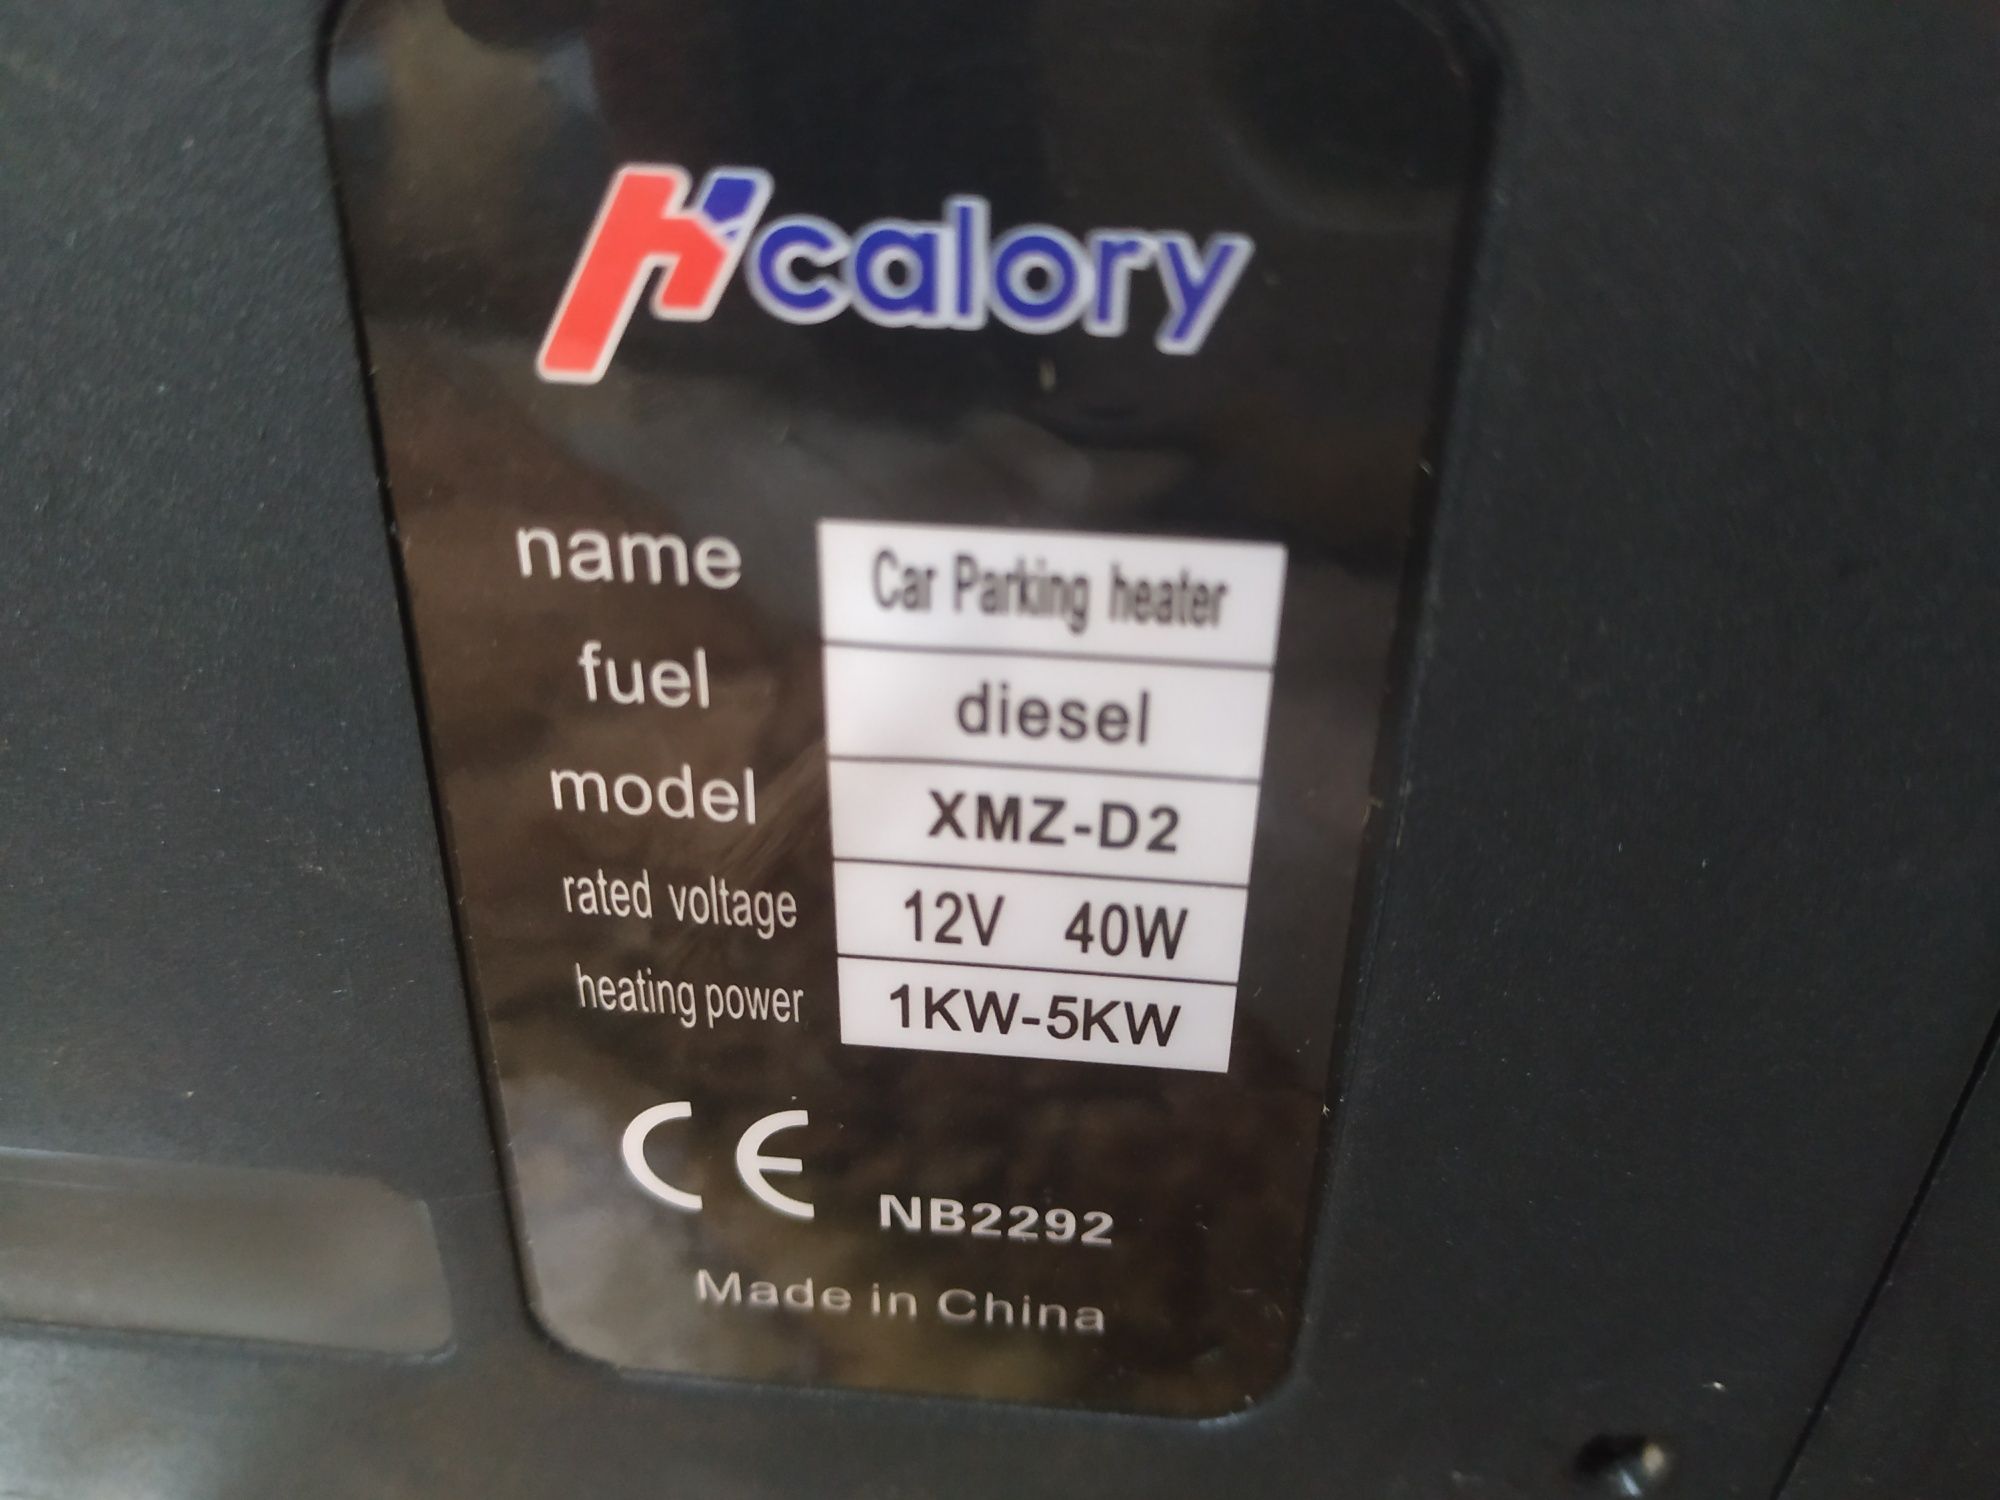 Hcalory
name Car Parking heater
fuel diesel
model XMZ-D2
rated voltage 12V 40W
heating power 1KW-5KW
CE NB2292
Made in China